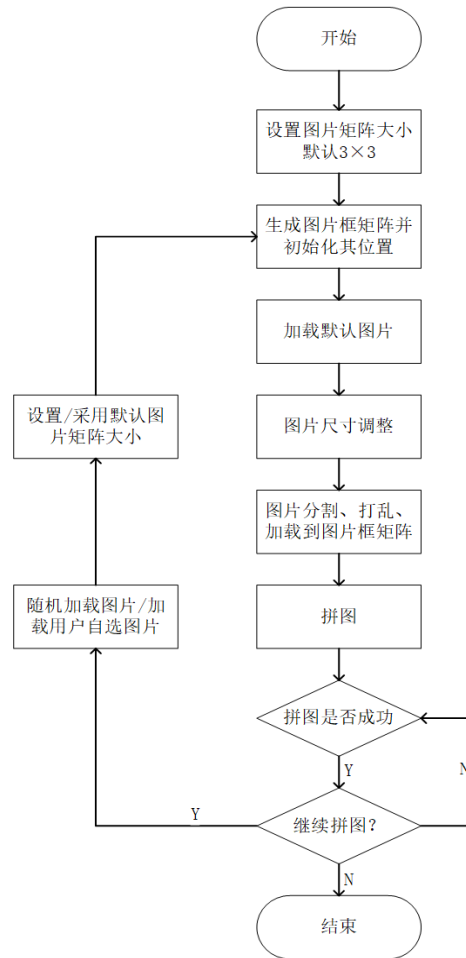 开始
设置图片矩阵大小
默认3×3
生成图片框矩阵并
初始化其位置
加载默认图片
设置/采用默认图
片矩阵大小
图片尺寸调整
图片分割、打乱、
加载到图片框矩阵
随机加载图片/加
载用户自选图片
拼图
拼图是否成功
Y
N
Y
继续拼图？
N
结束